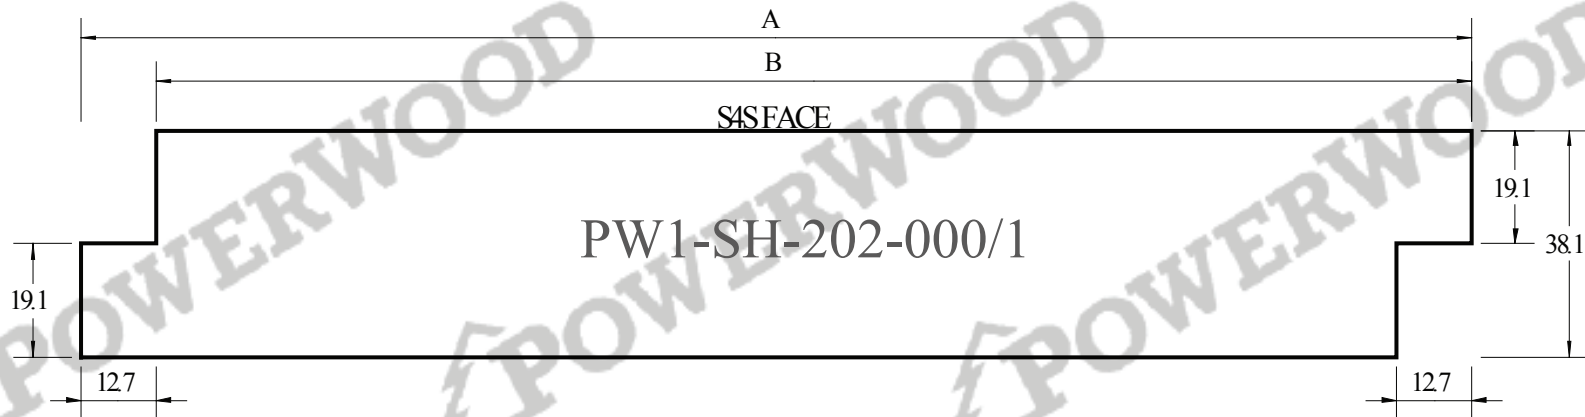 A
B
S4S FACE
19.1
PW1-SH-202-000/1
38.1
19.1
12.7
12.7
POWERWOOD
POWERWOOD
POWERWOOD
POWERWOOD